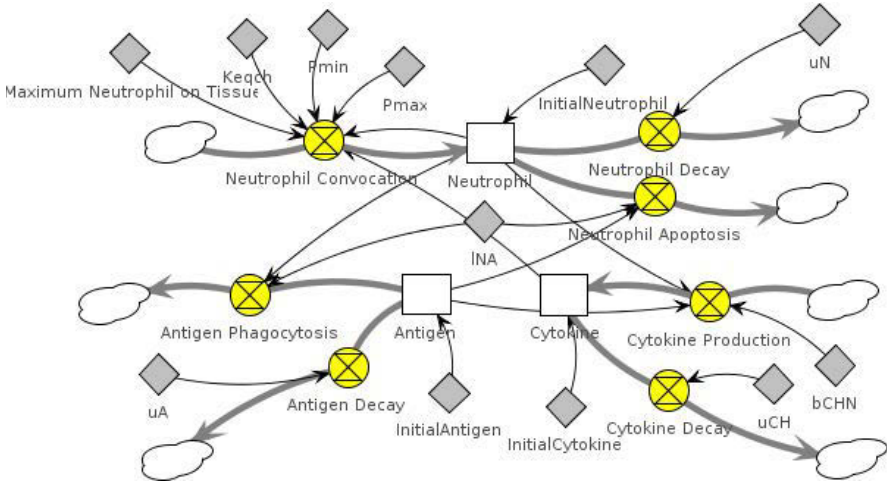 uN
Keqch
Pmin
Maximum Neutrophil on Tissue
Pmax
InitialNeutrophil
Neutrophil Convocation
Neutrophil
Neutrophil Decay
Neutrophil Apoptosis
INA
Antigen Phagocytosis
Antigen
Cytokine
Cytokine Production
uA
Antigen Decay
InitialAntigen
InitialCytokine
Cytokine Decay
uCH
bCHN